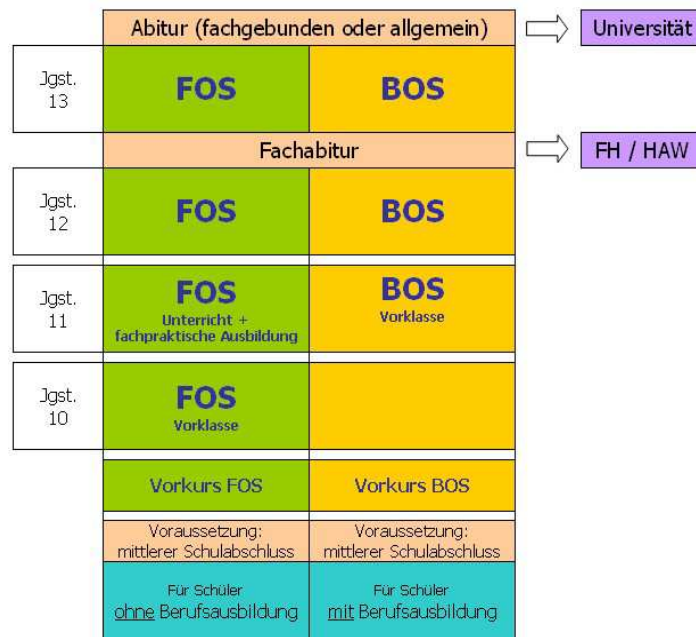 Abitur (fachgebunden oder allgemein)
Universität
Jgst.
13
FOS
BOS
Fachabitur
FH / HAW
Jgst.
12
FOS
BOS
Jgst.
11
FOS
Unterricht +
fachpraktische Ausbildung
BOS
Vorklasse
Jgst.
10
FOS
Vorklasse
Vorkurs FOS
Vorkurs BOS
Voraussetzung:
mittlerer Schulabschluss
Voraussetzung:
mittlerer Schulabschluss
Für Schüler
ohne Berufsausbildung
Für Schüler
mit Berufsausbildung